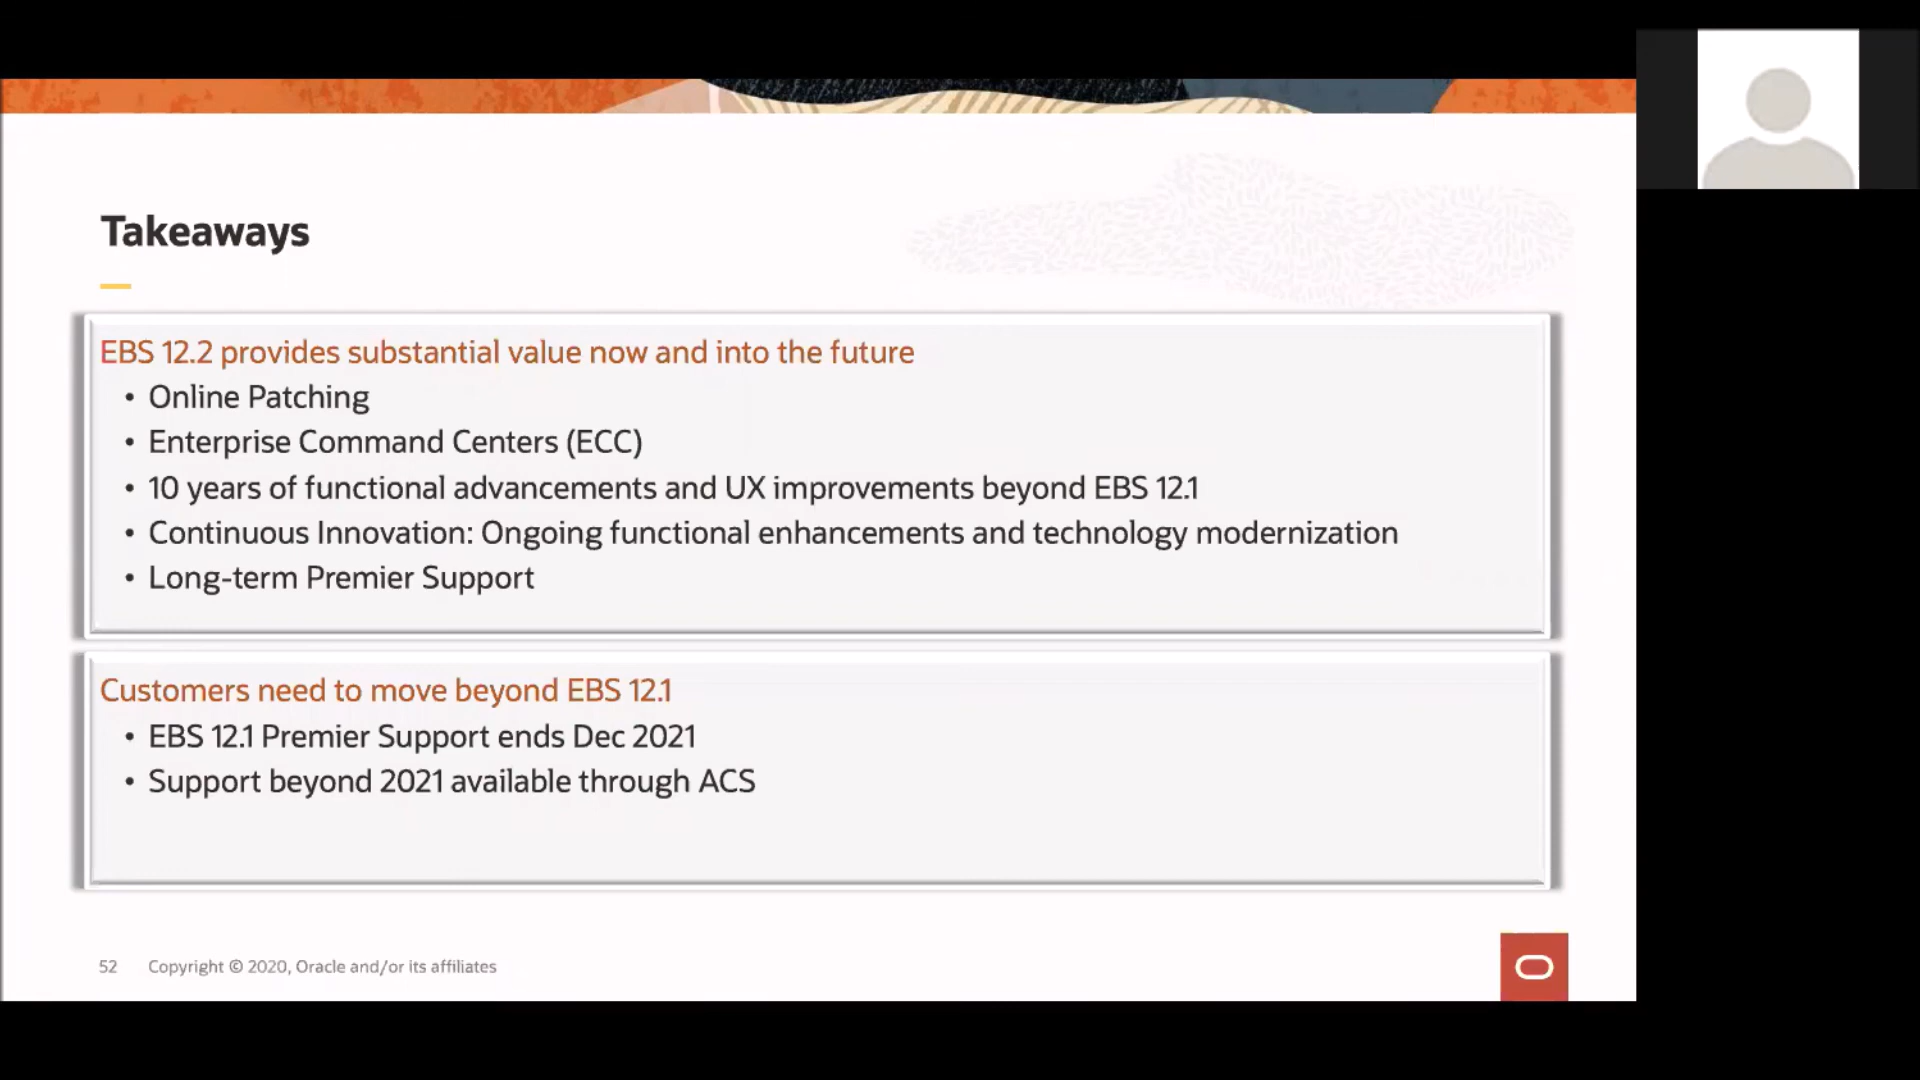 Takeaways
EBS 12.2 provides substantial value now and into the future
• Online Patching
• Enterprise Command Centers (ECC)
• 10 years of functional advancements and UX improvements beyond EBS 12.1
• Continuous Innovation: Ongoing functional enhancements and technology modernization
• Long-term Premier Support
Customers need to move beyond EBS 12.1
• EBS 12.1 Premier Support ends Dec 2021
• Support beyond 2021 available through ACS
52 Copyright © 2020, Oracle and/or its affiliates